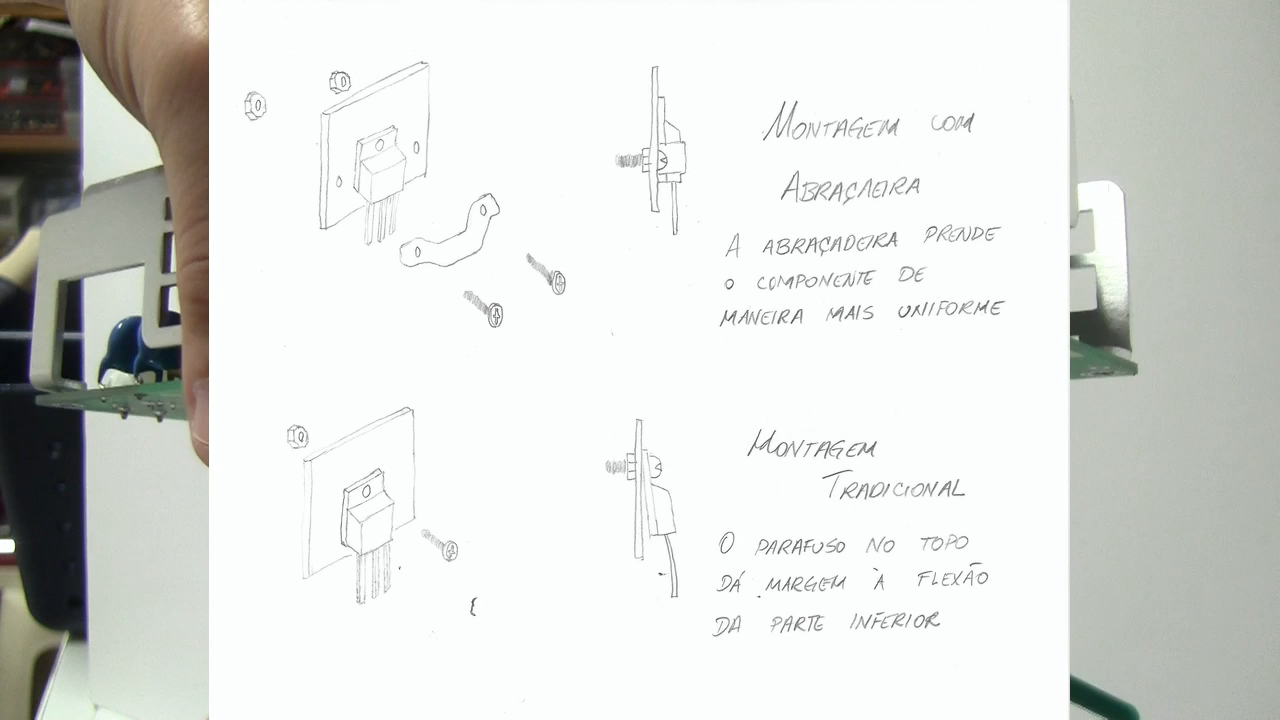 MONTAGEM COM
ABRAÇAEIRA
A ABRAÇADEIRA PRENDE
O COMPONENTE DE
MANEIRA MAIS UNIFORME
MONTAGEM
TRADICIONAL
O PARAFUSO NO TOPO
DÁ MARGEM À FLEXÃO
DA PARTE INFERIOR